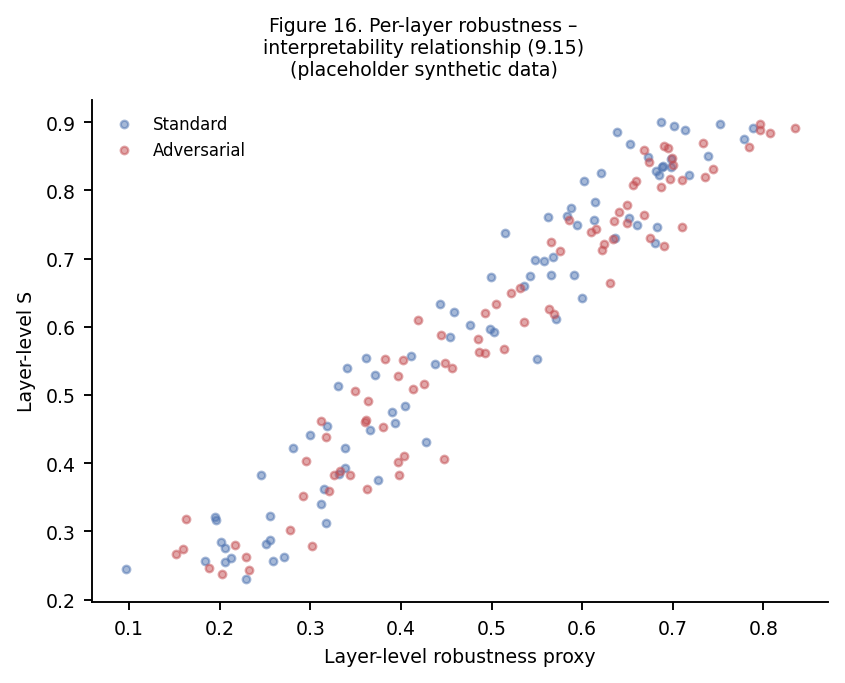 Figure 16. Per-layer robustness –
interpretability relationship (9.15)
(placeholder synthetic data)
Standard
Adversarial
Layer-level S
0.9
0.8
0.7
0.6
0.5
0.4
0.3
0.2
0.1
0.2
0.3
0.4
0.5
0.6
0.7
0.8
Layer-level robustness proxy